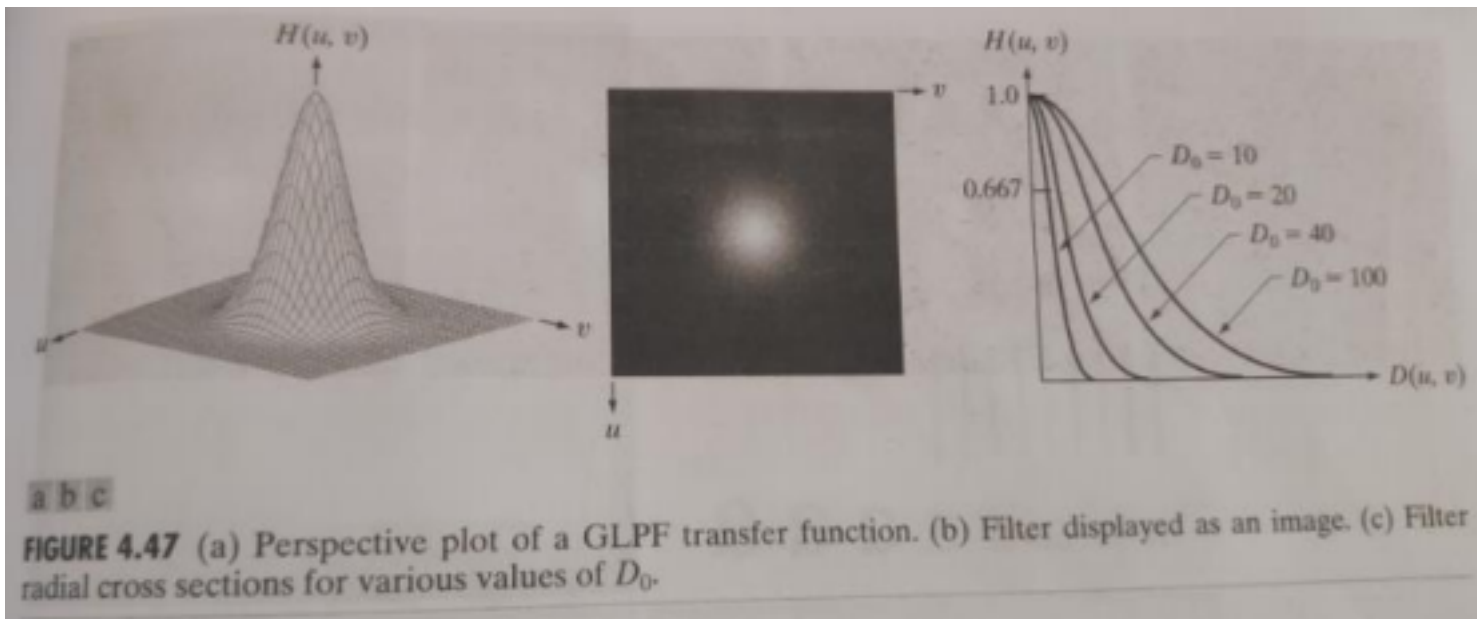 H(u, v)
u
v
v
u
H(u, v)
1.0
0.667
D₀ = 10
D₀ = 20
D₀ = 40
D₀ = 100
D(u, v)
a b c
FIGURE 4.47 (a) Perspective plot of a GLPF transfer function. (b) Filter displayed as an image. (c) Filter
radial cross sections for various values of D₀.